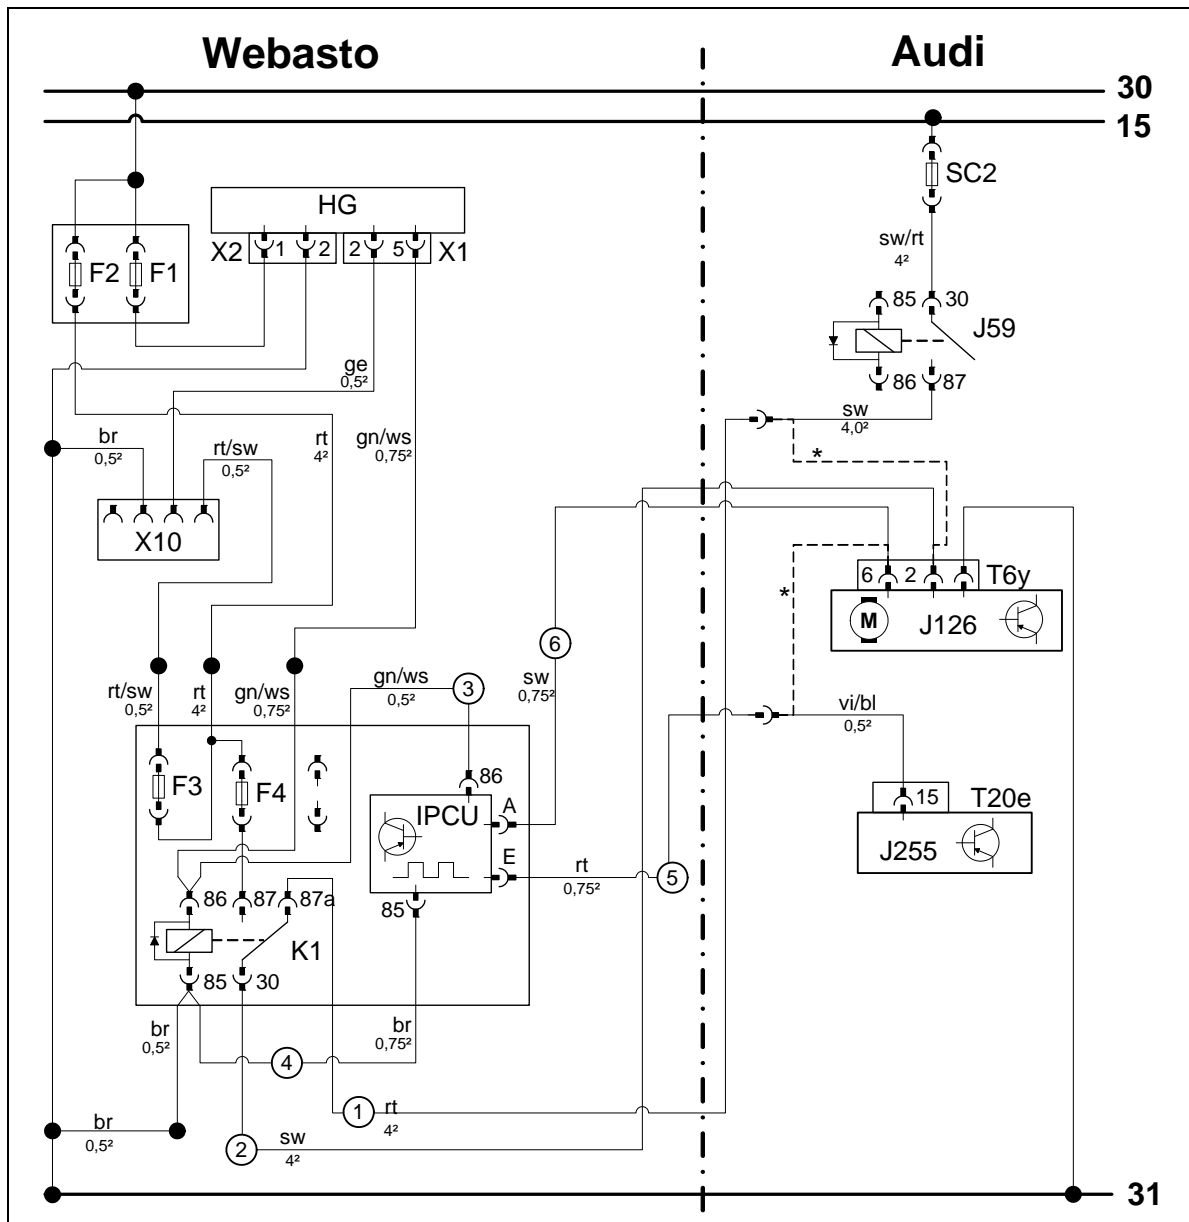 Webasto
Audi
30
15
SC2
HG
X2 1 2 2 5 X1
sw/rt
4²
F2 F1
85 30
J59
86 87
ge
0,5²
sw
4,0²
br
0,5²
rt/sw
0,5²
rt
4²
gn/ws
0,75²
*
X10
6 2 T6y
*
M J126
6
sw
0,75²
rt/sw
0,5²
rt
4²
gn/ws
0,75²
gn/ws
0,5²
3
vi/bl
0,5²
86
F3 F4
IPCU A
E
15 T20e
J255
rt
0,75²
5
86 87 87a
85
K1
85 30
br
0,5²
br
0,75²
4
1 rt
4²
br
0,5²
2 sw
4²
31